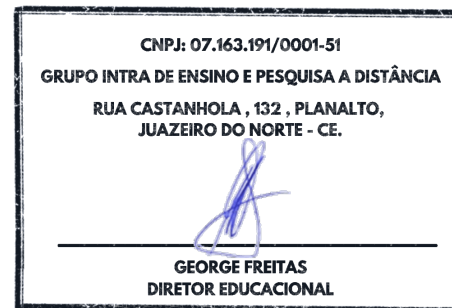 CNPJ: 07.163.191/0001-51
GRUPO INTRA DE ENSINO E PESQUISA A DISTÂNCIA
RUA CASTANHOLA , 132 , PLANALTO,
JUAZEIRO DO NORTE - CE.
GEORGE FREITAS
DIRETOR EDUCACIONAL